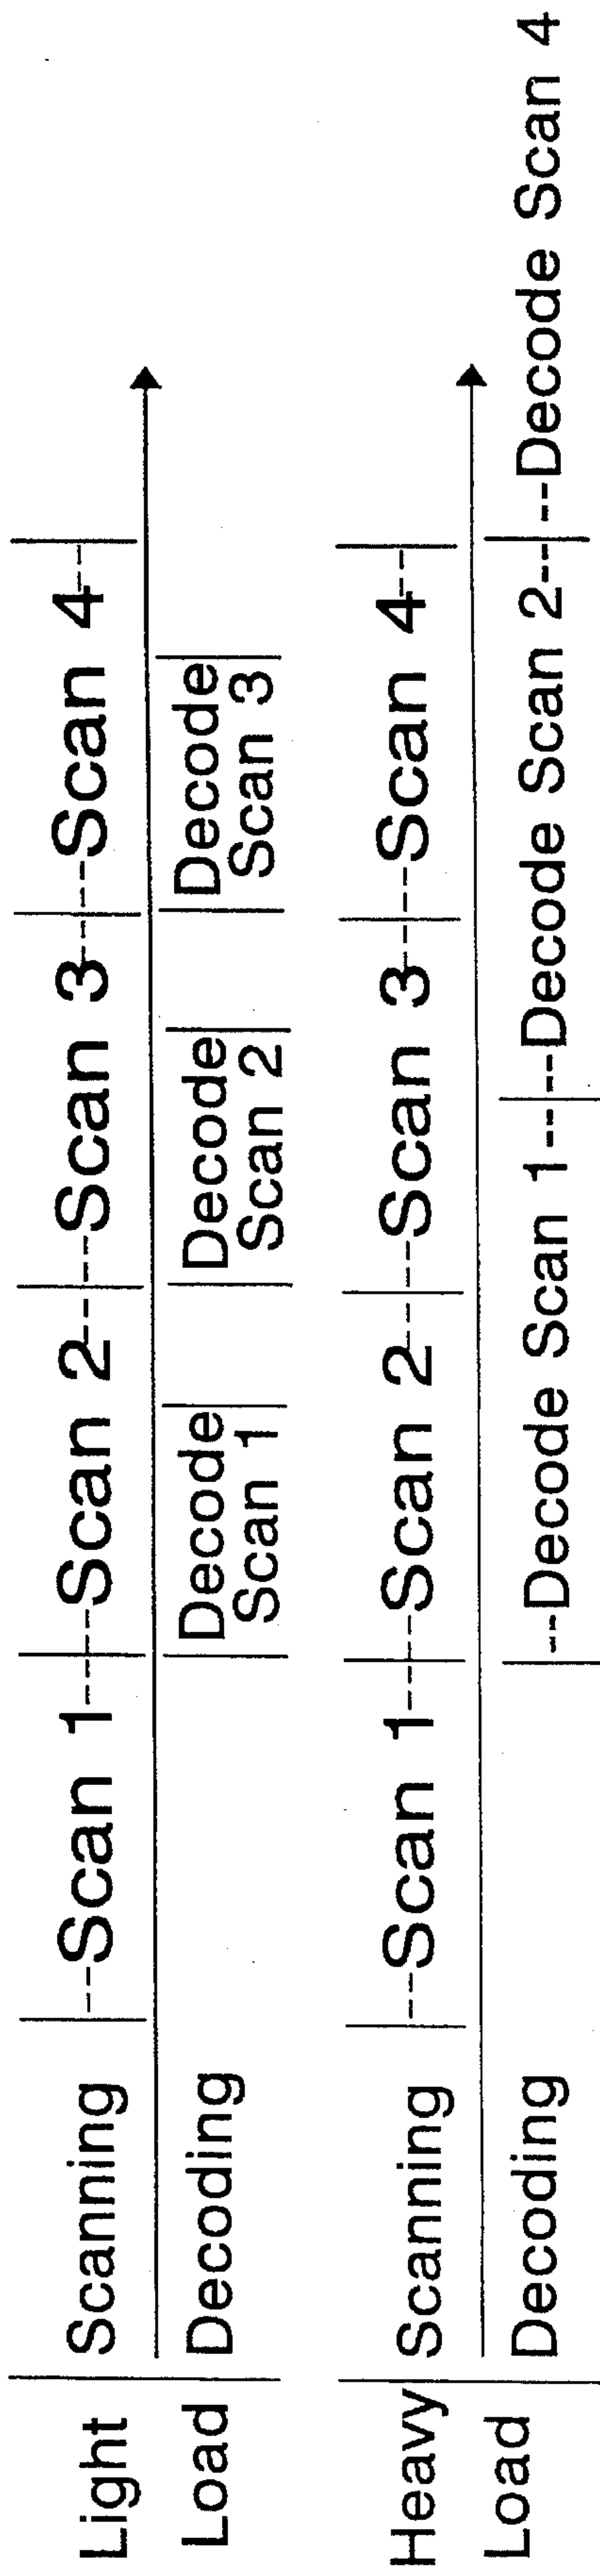 Light Scanning --Scan 1----Scan 2----Scan 3----Scan 4--
Load Decoding Decode Decode Decode
Scan 1 Scan 2 Scan 3
Heavy Scanning --Scan 1----Scan 2----Scan 3----Scan 4--
Load Decoding --Decode Scan 1----Decode Scan 2----Decode Scan 4